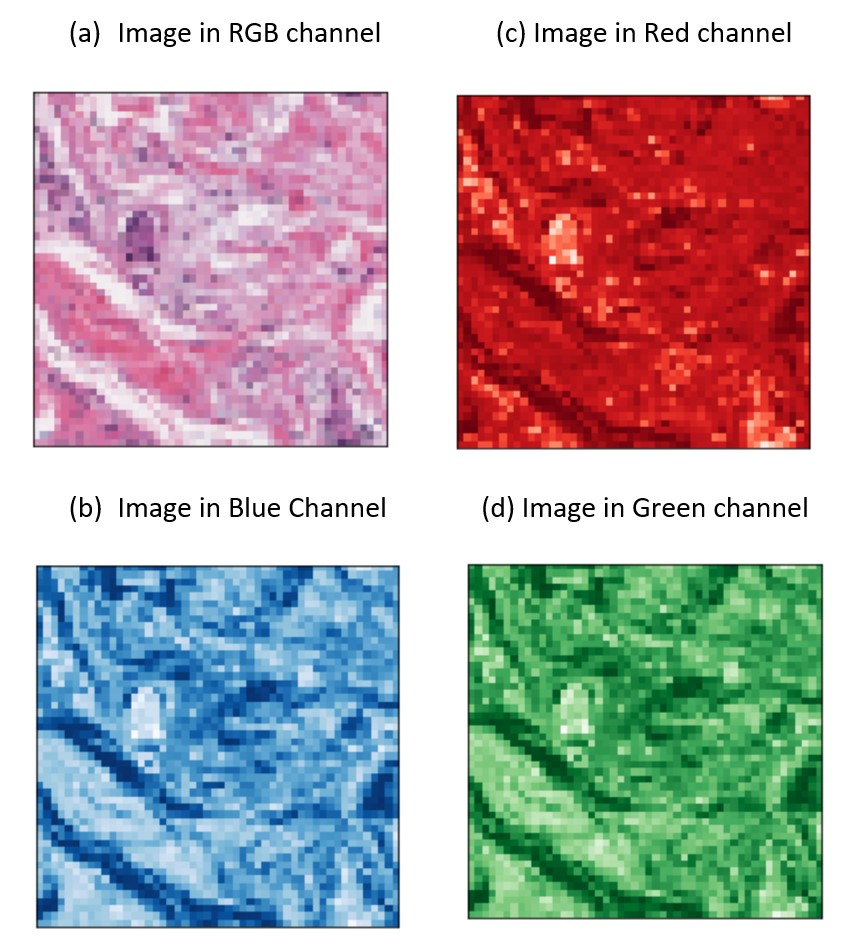 (a) Image in RGB channel
(c) Image in Red channel
(b) Image in Blue Channel
(d) Image in Green channel